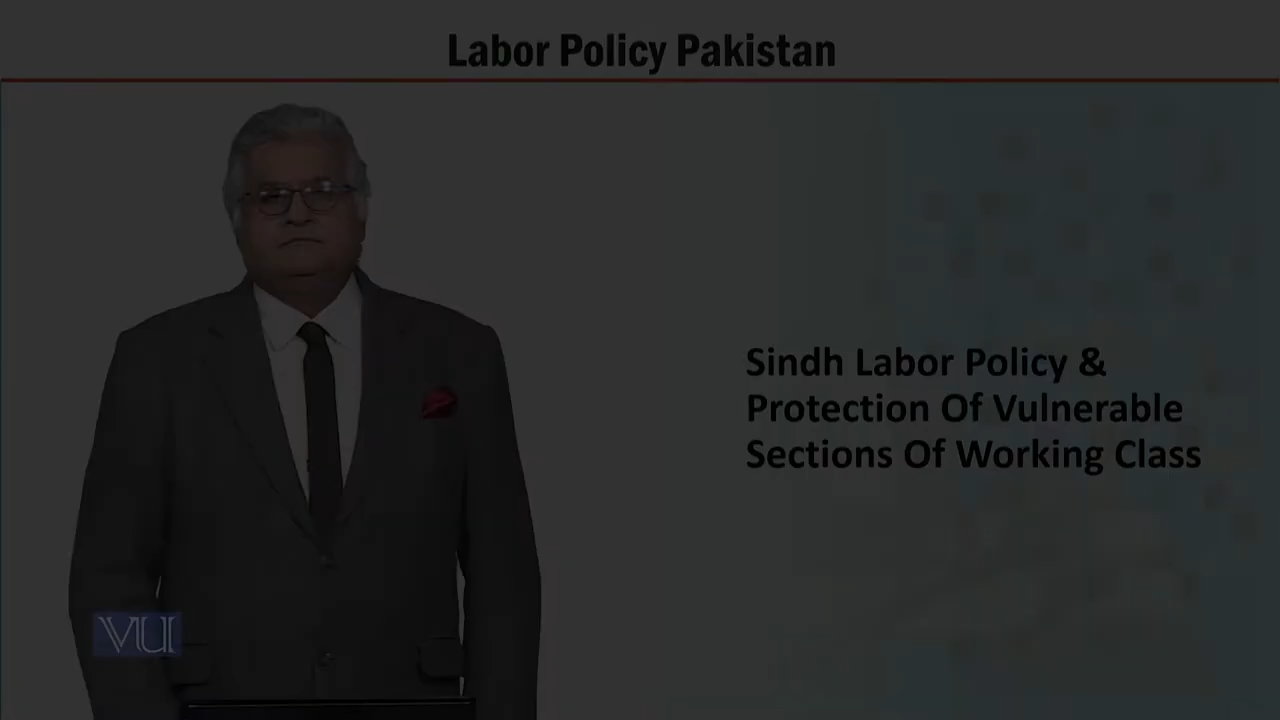 Labor Policy Pakistan
Sindh Labor Policy &
Protection Of Vulnerable
Sections Of Working Class
VU